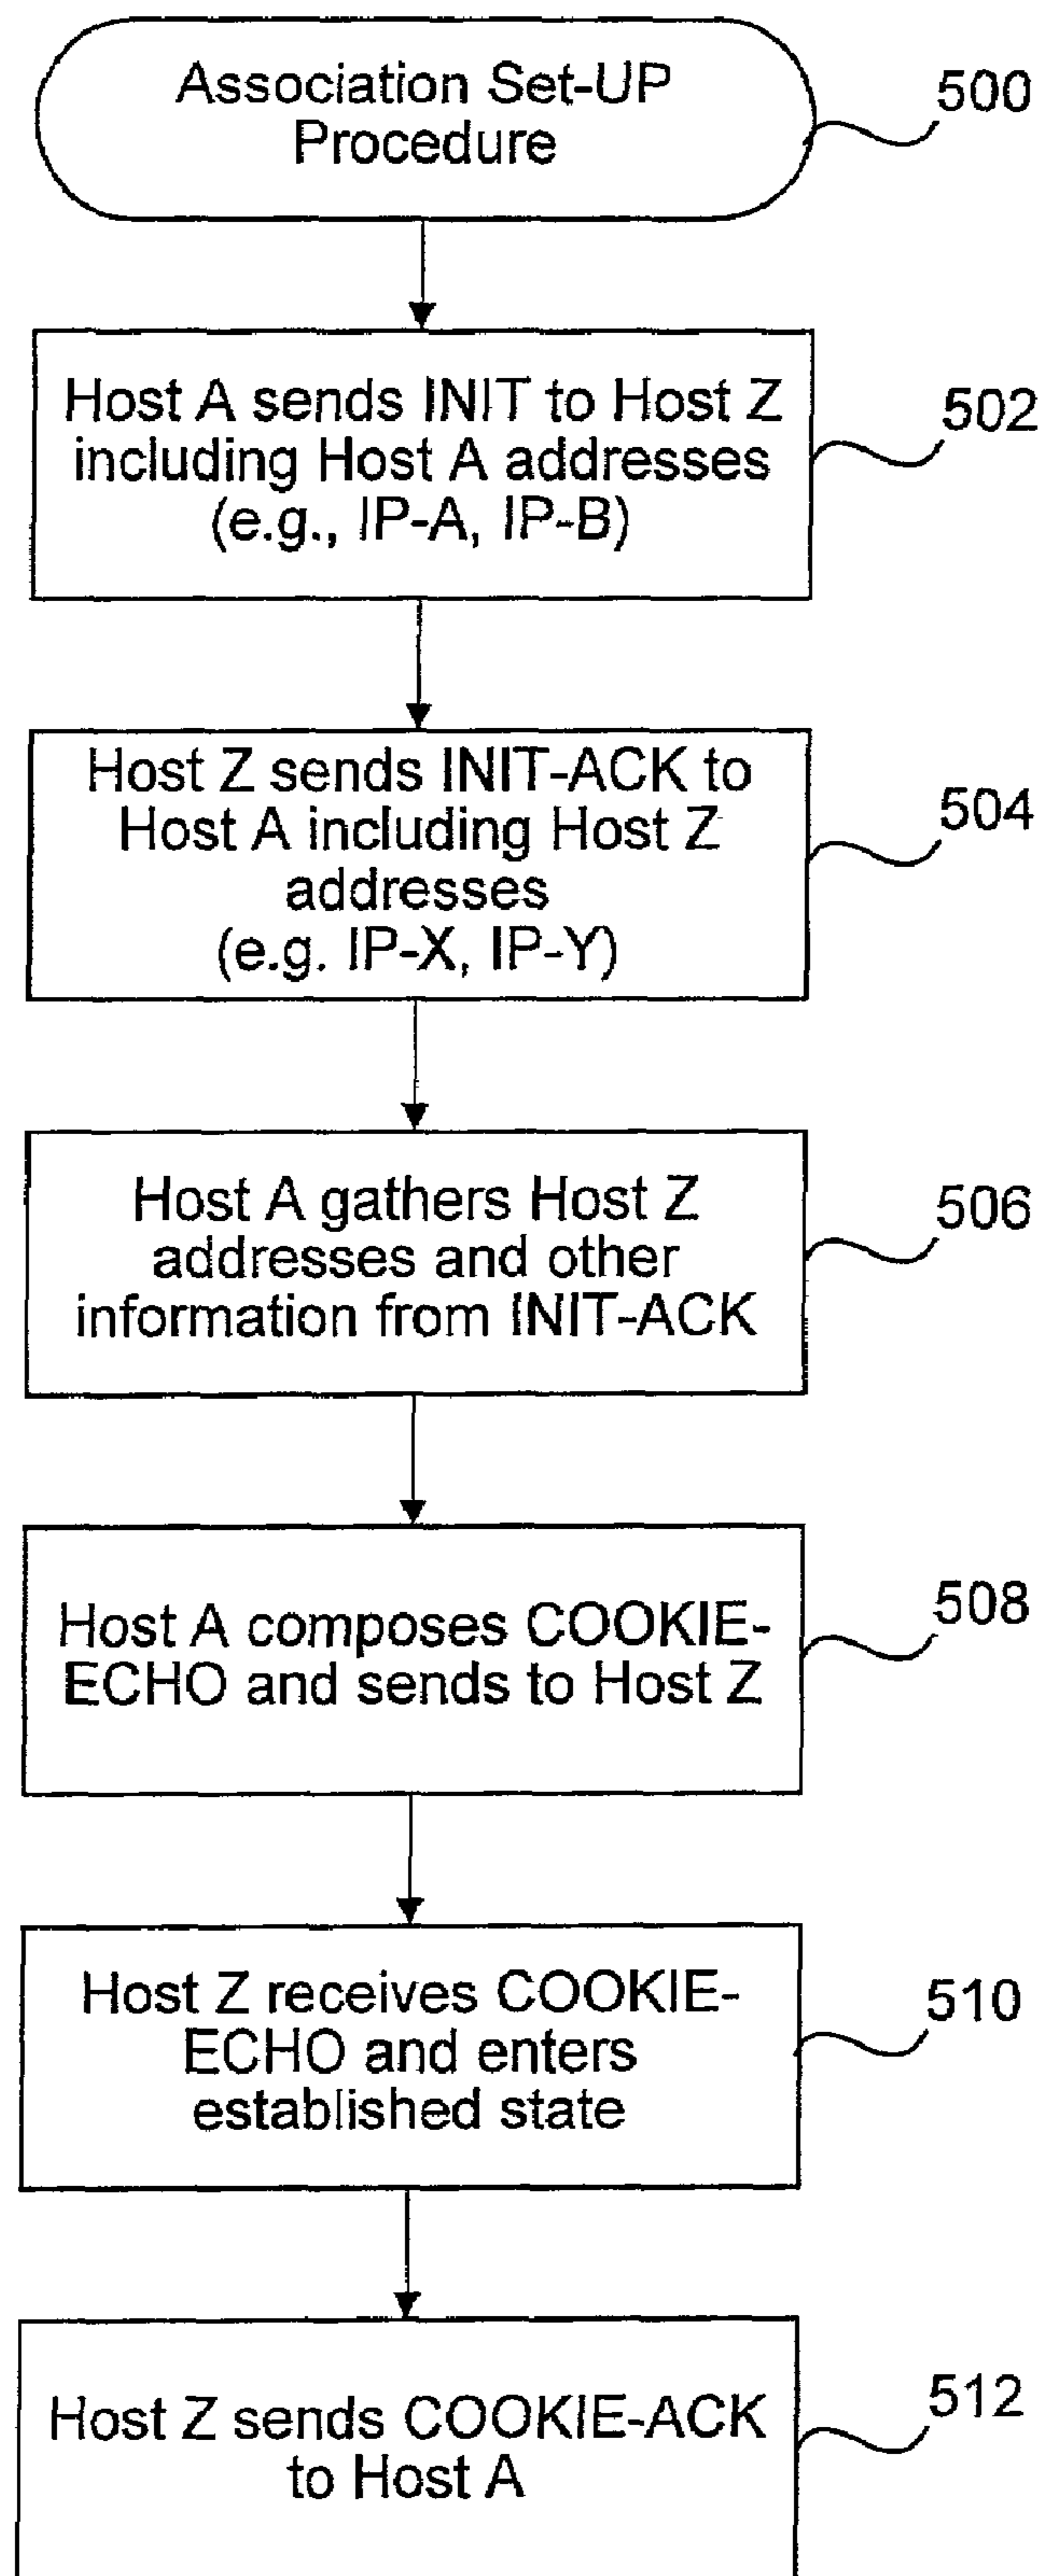 Association Set-UP
Procedure
500
Host A sends INIT to Host Z
including Host A addresses
(e.g., IP-A, IP-B)
502
Host Z sends INIT-ACK to
Host A including Host Z
addresses
(e.g. IP-X, IP-Y)
504
Host A gathers Host Z
addresses and other
information from INIT-ACK
506
Host A composes COOKIE-
ECHO and sends to Host Z
508
Host Z receives COOKIE-
ECHO and enters
established state
510
Host Z sends COOKIE-ACK
to Host A
512